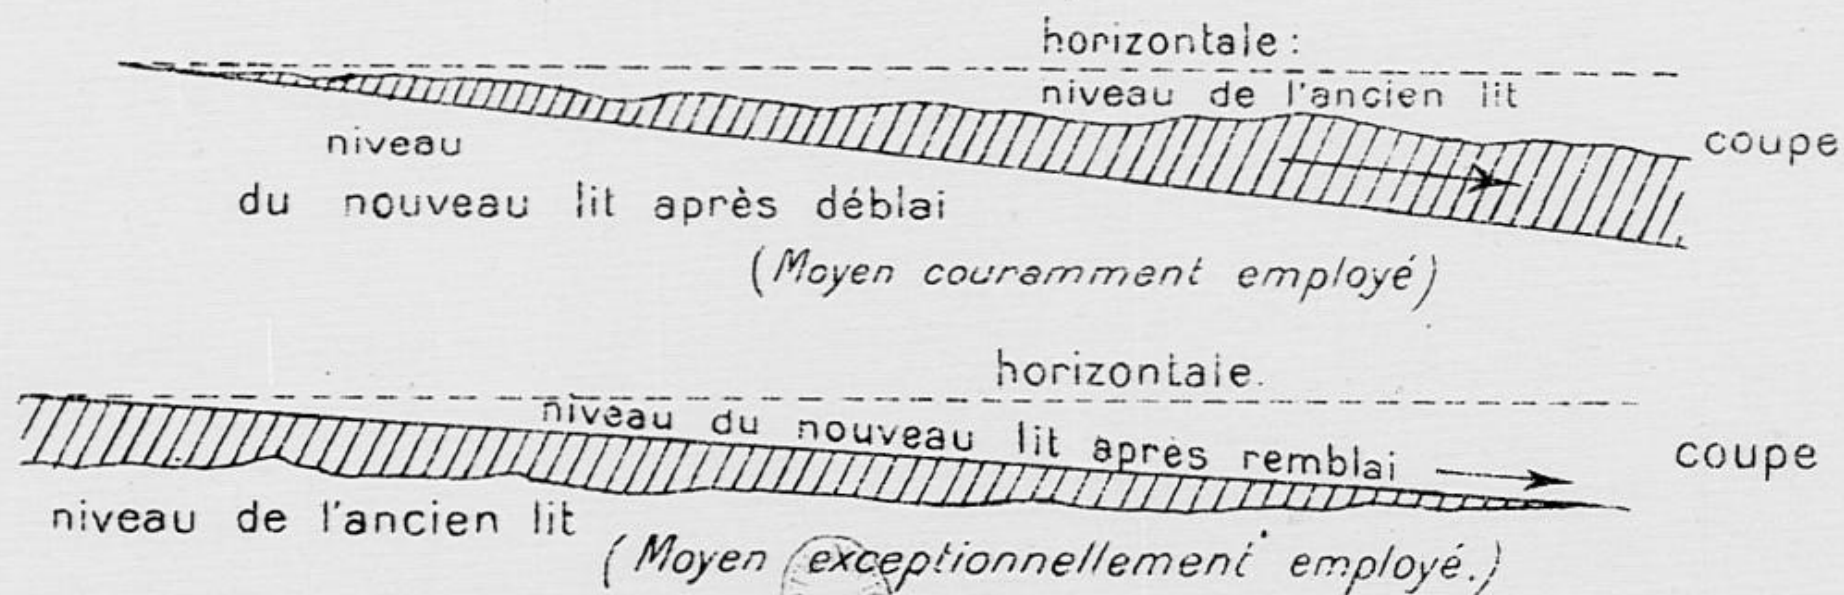 horizontale :
niveau de l'ancien lit
coupe
niveau
du nouveau lit après déblai
(Moyen couramment employé)
horizontale.
niveau du nouveau lit après remblai
coupe
niveau de l'ancien lit
(Moyen exceptionnellement employé.)